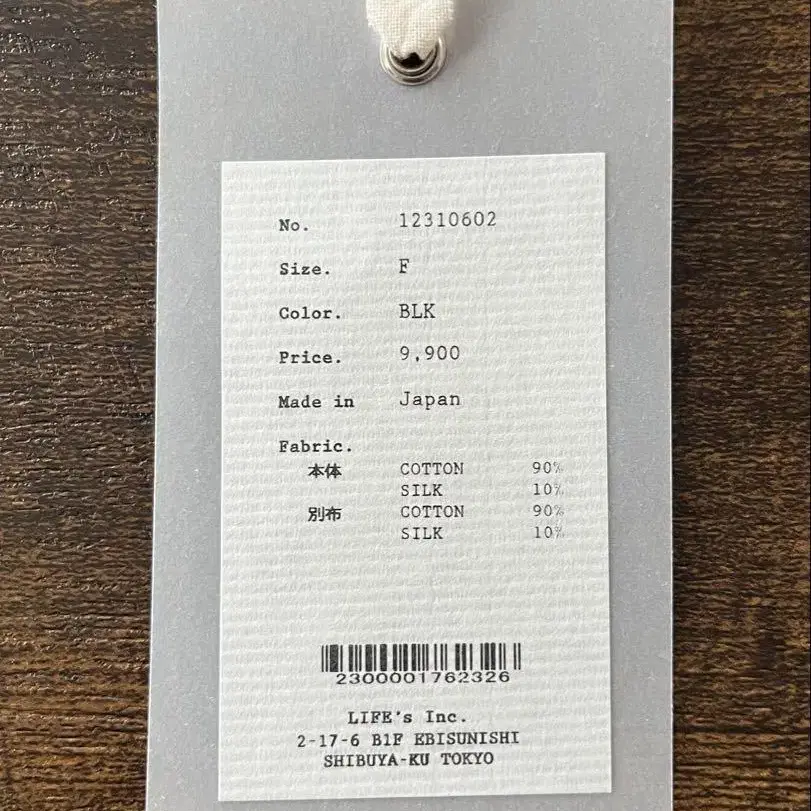 No. 12310602
Size. F
Color. BLK
Price. 9,900
Made in Japan
Fabric.
本体 COTTON 90%
SILK 10%
別布 COTTON 90%
SILK 10%
2300001762326
LIFE's Inc.
2-17-6 B1F EBISUNISHI
SHIBUYA-KU TOKYO